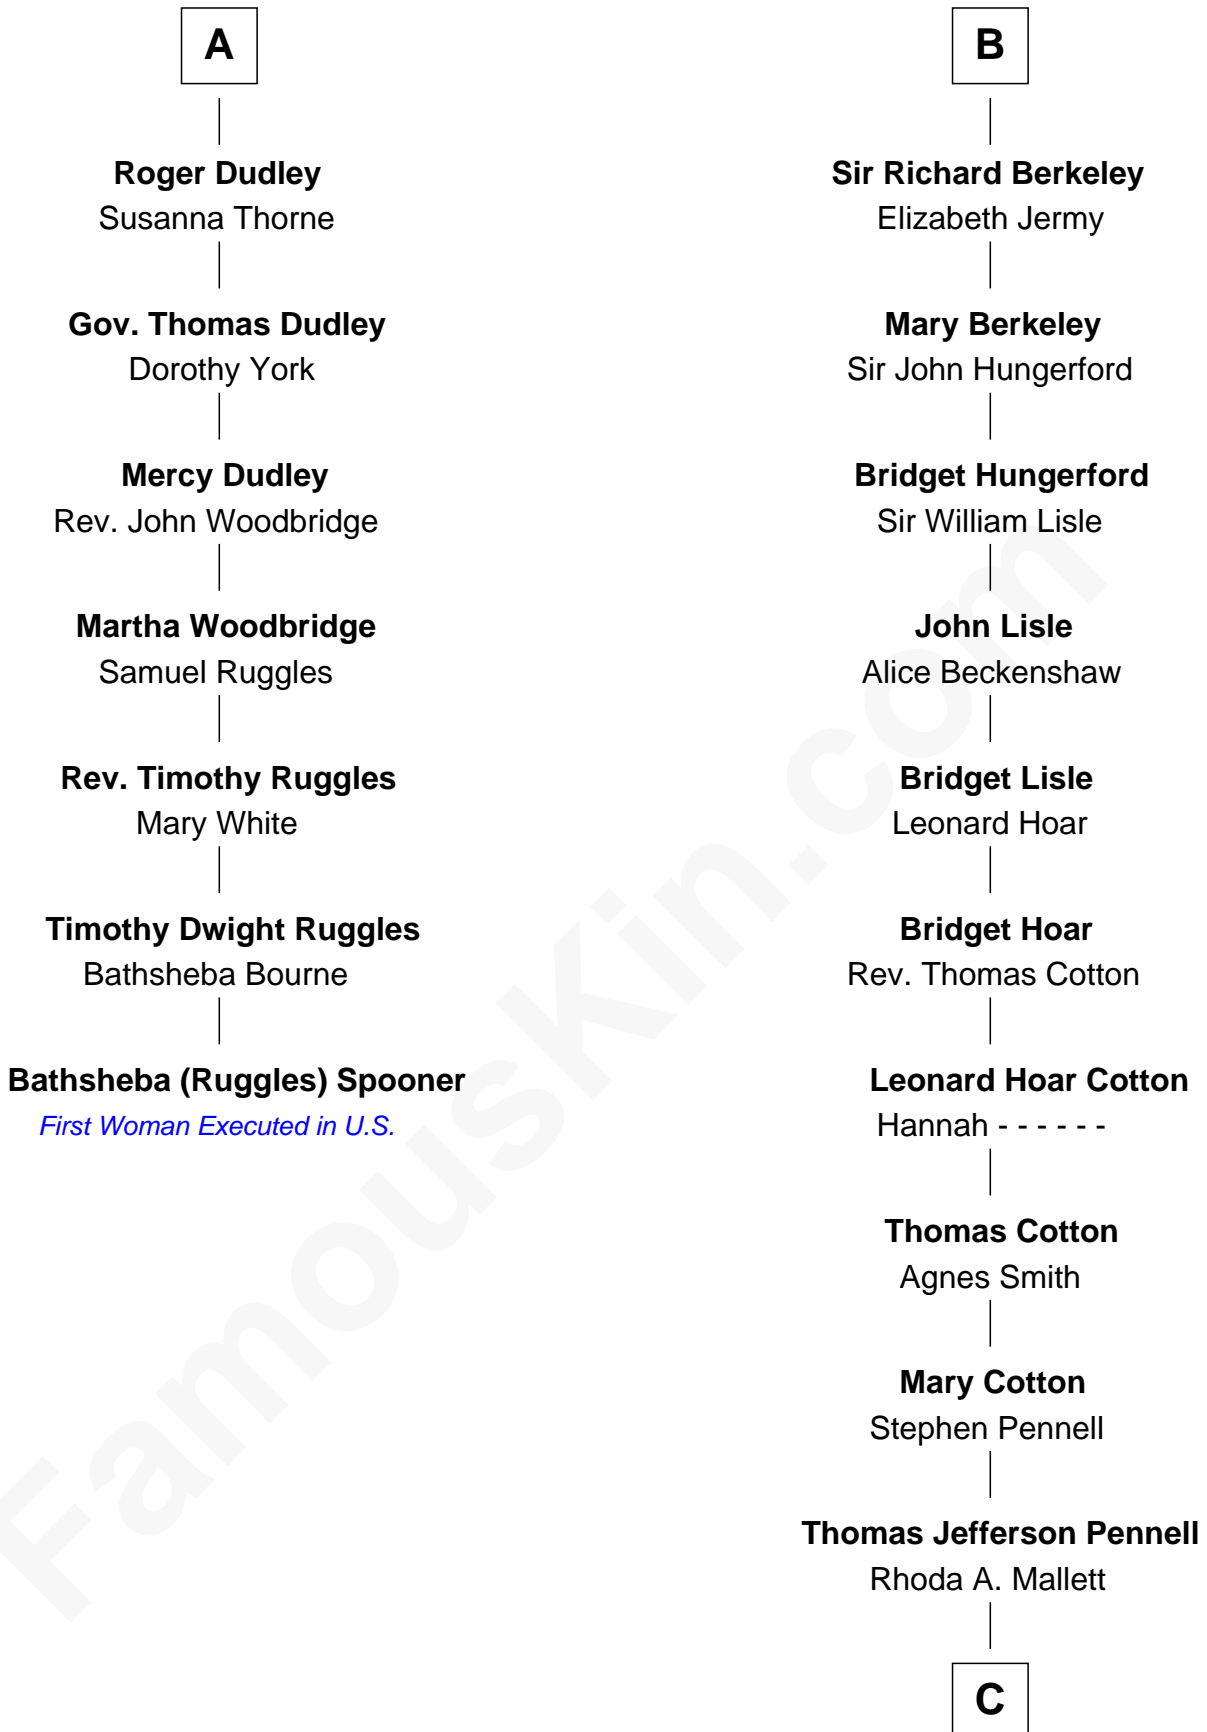 A
Roger Dudley
Susanna Thorne
Gov. Thomas Dudley
Dorothy York
Mercy Dudley
Rev. John Woodbridge
Martha Woodbridge
Samuel Ruggles
Rev. Timothy Ruggles
Mary White
Timothy Dwight Ruggles
Bathsheba Bourne
Bathsheba (Ruggles) Spooner
First Woman Executed in U.S.
B
Sir Richard Berkeley
Elizabeth Jermy
Mary Berkeley
Sir John Hungerford
Bridget Hungerford
Sir William Lisle
John Lisle
Alice Beckenshaw
Bridget Lisle
Leonard Hoar
Bridget Hoar
Rev. Thomas Cotton
Leonard Hoar Cotton
Hannah - - - - - -
Thomas Cotton
Agnes Smith
Mary Cotton
Stephen Pennell
Thomas Jefferson Pennell
Rhoda A. Mallett
C
FamousKin.com